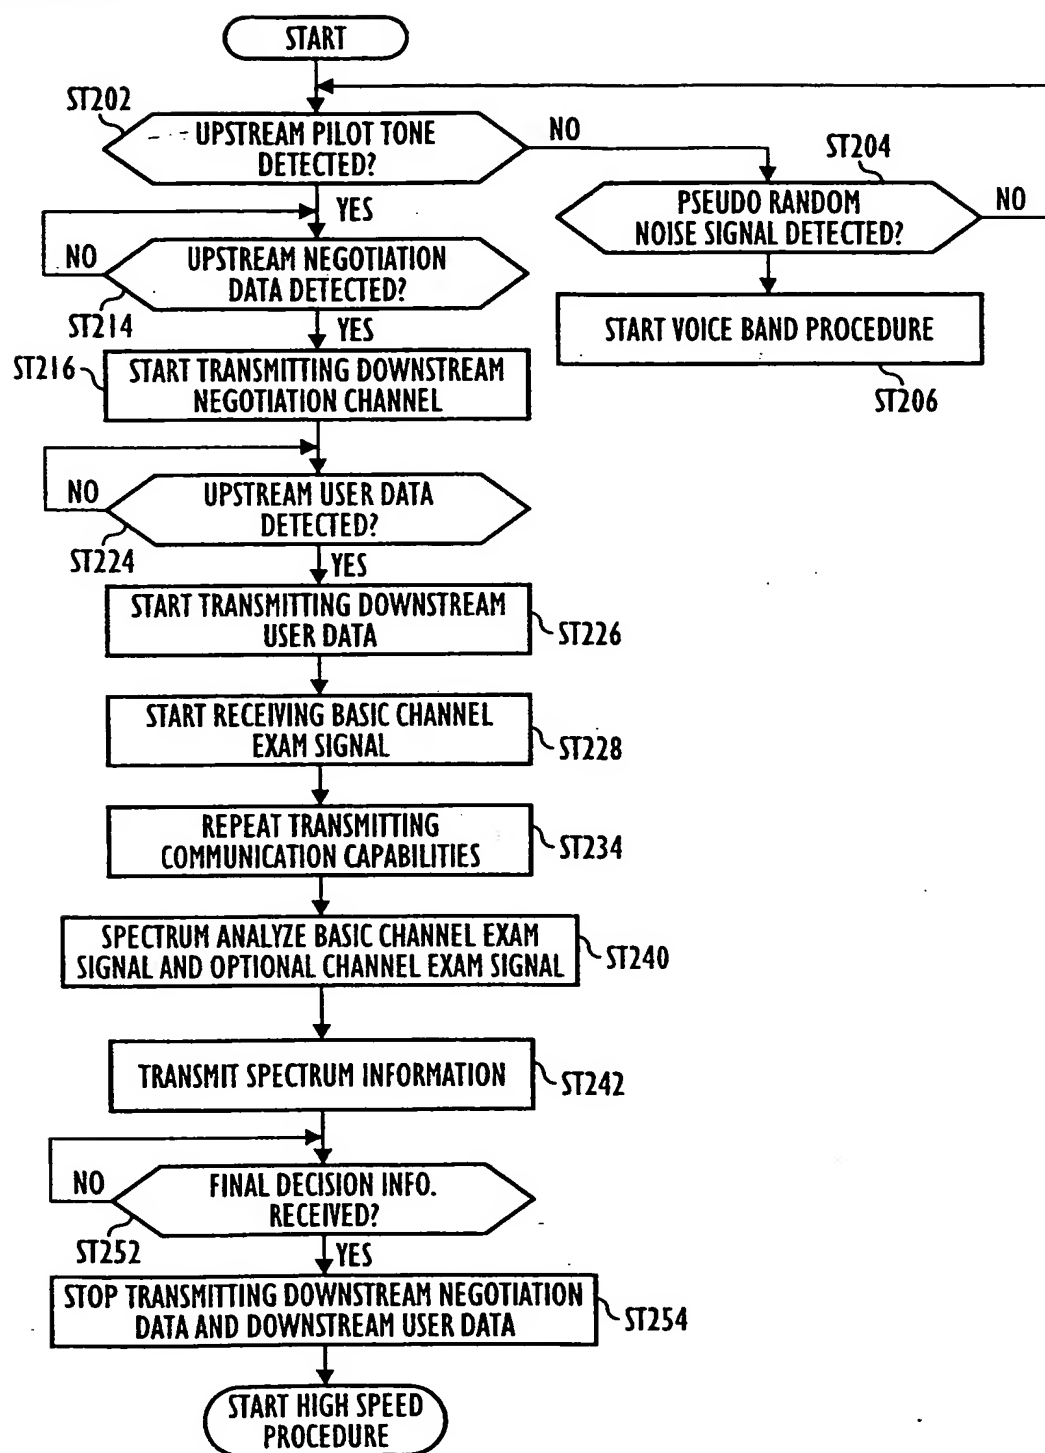 START
ST202
UPSTREAM PILOT TONE
DETECTED?
NO
ST204
YES
PSEUDO RANDOM
NOISE SIGNAL DETECTED?
NO
NO
UPSTREAM NEGOTIATION
DATA DETECTED?
ST214
YES
START VOICE BAND PROCEDURE
ST206
ST216
START TRANSMITTING DOWNSTREAM
NEGOTIATION CHANNEL
NO
UPSTREAM USER DATA
DETECTED?
ST224
YES
START TRANSMITTING DOWNSTREAM
USER DATA
ST226
START RECEIVING BASIC CHANNEL
EXAM SIGNAL
ST228
REPEAT TRANSMITTING
COMMUNICATION CAPABILITIES
ST234
SPECTRUM ANALYZE BASIC CHANNEL EXAM
SIGNAL AND OPTIONAL CHANNEL EXAM SIGNAL
ST240
TRANSMIT SPECTRUM INFORMATION
ST242
NO
FINAL DECISION INFO.
RECEIVED?
ST252
YES
STOP TRANSMITTING DOWNSTREAM NEGOTIATION
DATA AND DOWNSTREAM USER DATA
ST254
START HIGH SPEED
PROCEDURE